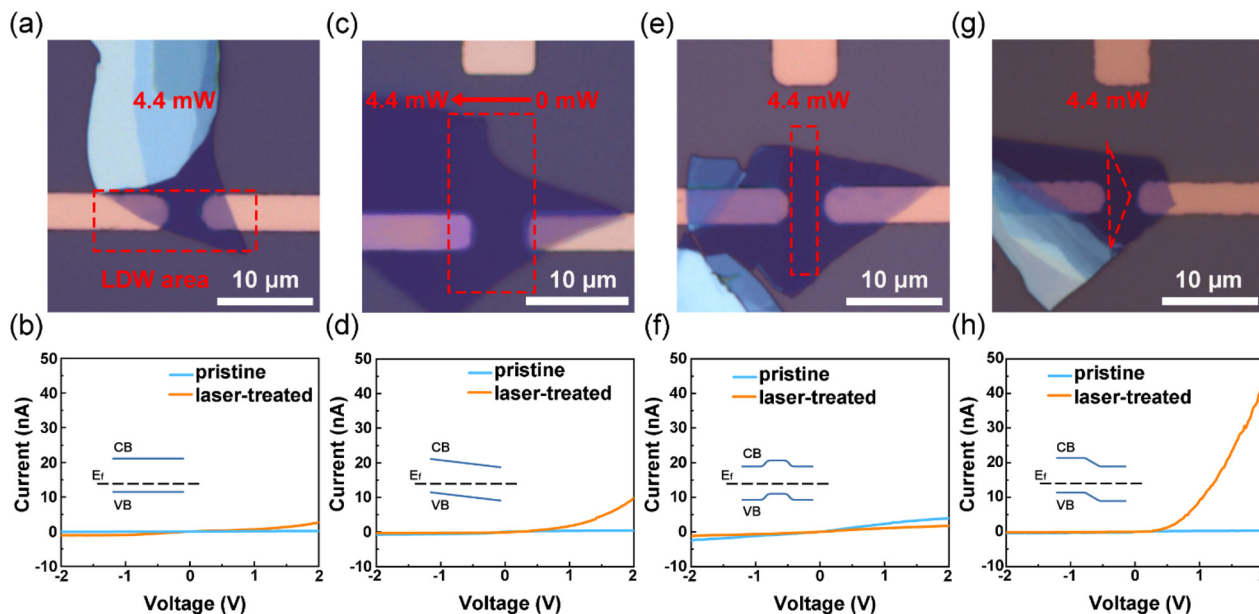 (a)
4.4 mW
LDW area
10 μm
(c)
4.4 mW
0 mW
10 μm
(e)
4.4 mW
10 μm
(g)
4.4 mW
10 μm
(b)
50
40
30
20
10
0
-10
Current (nA)
pristine
laser-treated
CB
Ef
VB
-2
-1
0
1
2
Voltage (V)
(d)
50
40
30
20
10
0
-10
Current (nA)
pristine
laser-treated
CB
Ef
VB
-2
-1
0
1
2
Voltage (V)
(f)
50
40
30
20
10
0
-10
Current (nA)
pristine
laser-treated
CB
Ef
VB
-2
-1
0
1
2
Voltage (V)
(h)
50
40
30
20
10
0
-10
Current (nA)
pristine
laser-treated
CB
Ef
VB
-2
-1
0
1
Voltage (V)